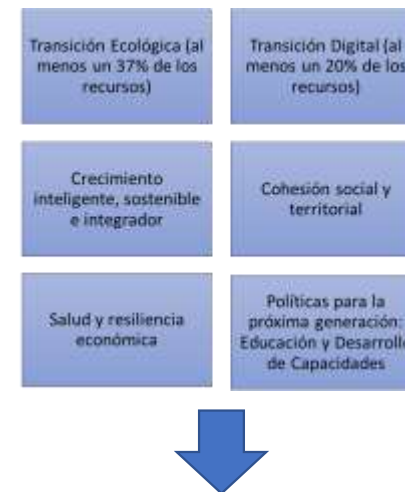 Transición Ecológica (al
menos un 37% de los
recursos)
Transición Digital (al
menos un 20% de los
recursos)
Crecimiento
inteligente, sostenible
e integrador
Cohesión social y
territorial
Salud y resiliencia
económica
Políticas para la
próxima generación:
Educación y Desarrollo
de Capacidades